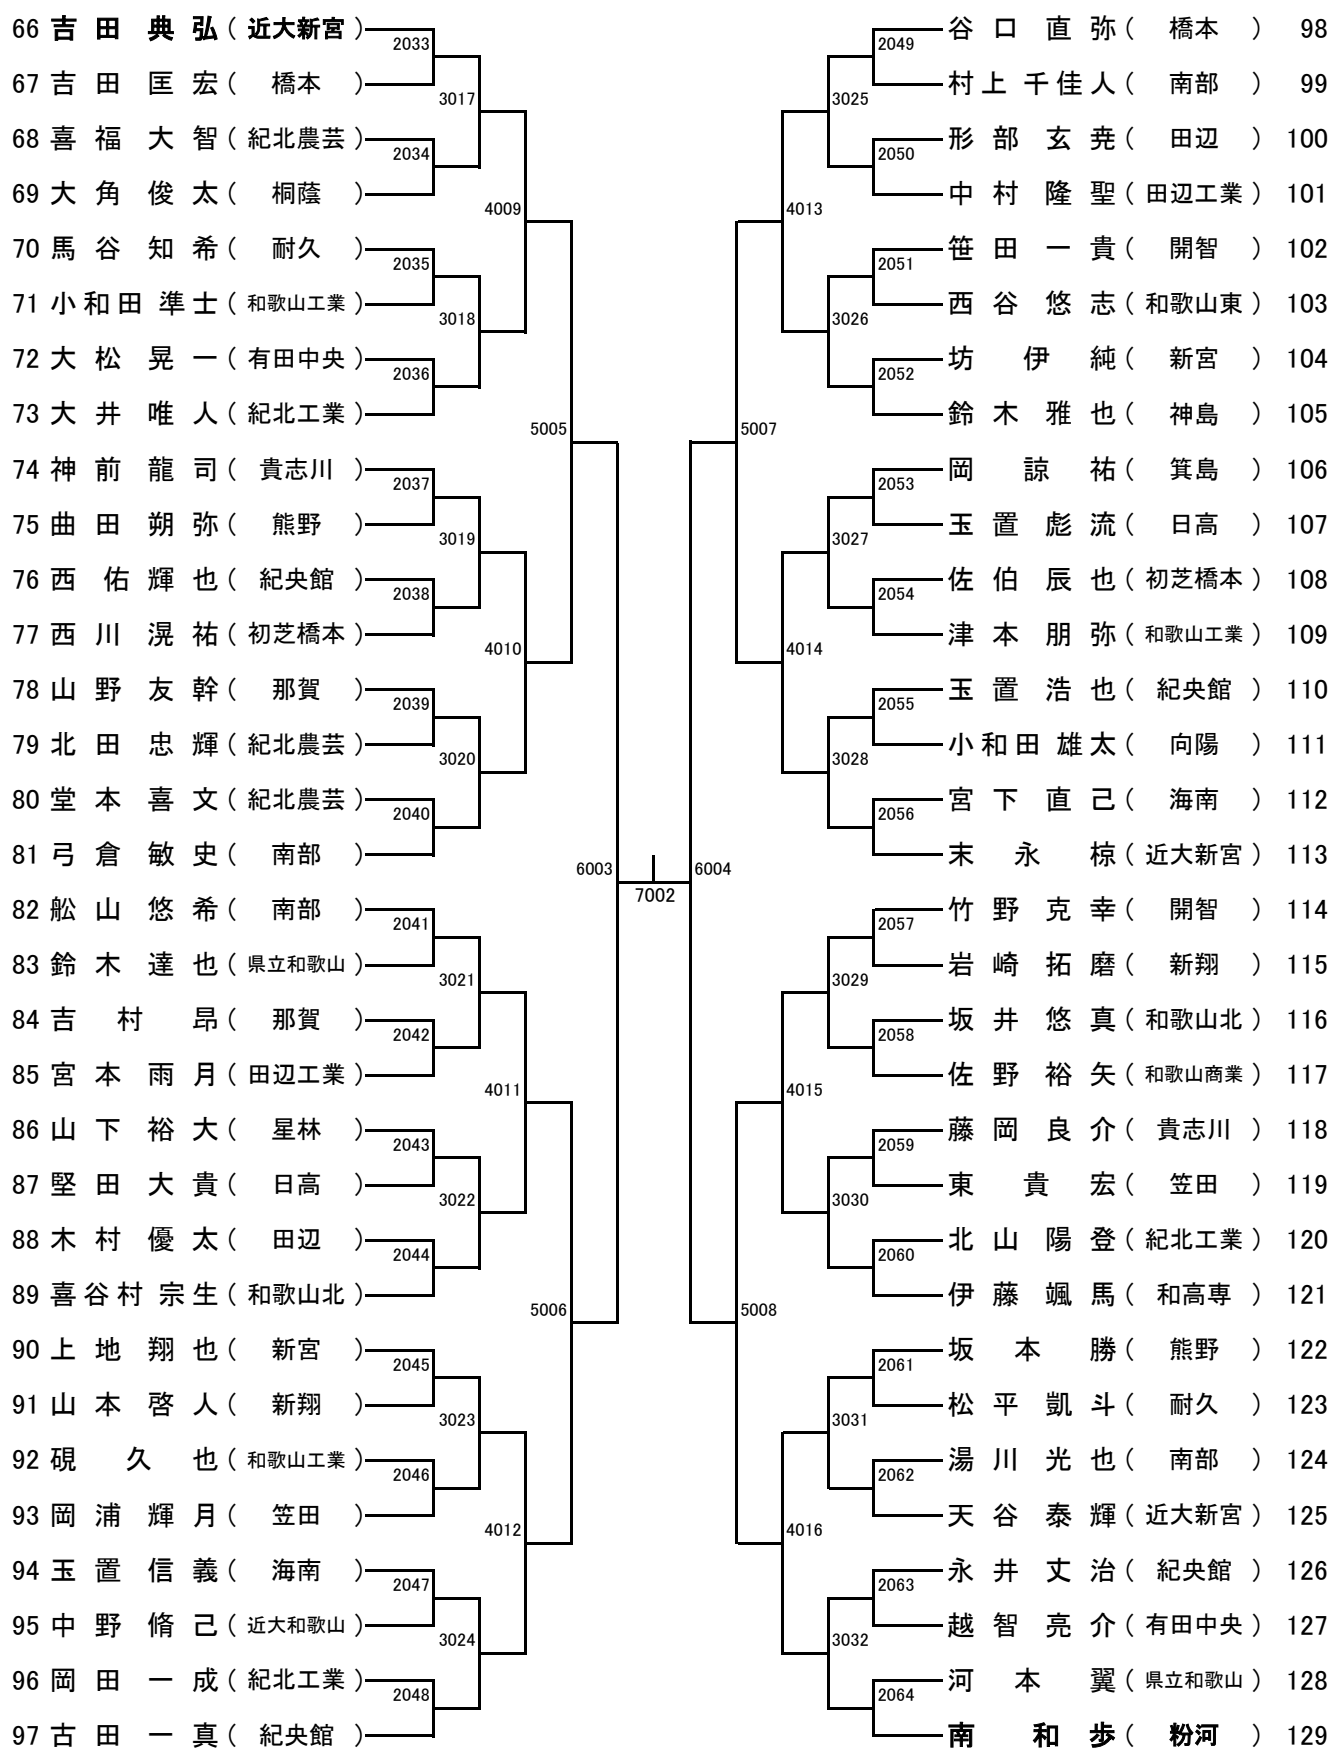 66 吉田典弘(近大新宮)
2033
67 吉田匡宏(橋本)
3017
68 喜福大智(紀北農芸)
2034
69 大角俊太(桐蔭)
4009
70 馬谷知希(耐久)
2035
71 小和田準士(和歌山工業)
3018
72 大松晃一(有田中央)
2036
73 大井唯人(紀北工業)
5005
74 神前龍司(貴志川)
2037
75 曲田朔弥(熊野)
3019
76 西佑輝也(紀央館)
2038
77 西川滉祐(初芝橋本)
4010
78 山野友幹(那賀)
2039
79 北田忠輝(紀北農芸)
3020
80 堂本喜文(紀北農芸)
2040
81 弓倉敏史(南部)
6003
82 舩山悠希(南部)
2041
83 鈴木達也(県立和歌山)
3021
84 吉村昂(那賀)
2042
85 宮本雨月(田辺工業)
4011
86 山下裕大(星林)
2043
87 堅田大貴(日高)
3022
88 木村優太(田辺)
2044
89 喜谷村宗生(和歌山北)
5006
90 上地翔也(新宮)
2045
91 山本啓人(新翔)
3023
92 硯久也(和歌山工業)
2046
93 岡浦輝月(笠田)
4012
94 玉置信義(海南)
2047
95 中野脩己(近大和歌山)
3024
96 岡田一成(紀北工業)
2048
97 古田一真(紀央館)
7002
谷口直弥(橋本) 98
2049
村上千佳人(南部) 99
3025
形部玄尭(田辺) 100
2050
中村隆聖(田辺工業) 101
4013
笹田一貴(開智) 102
2051
西谷悠志(和歌山東) 103
3026
坊伊純(新宮) 104
2052
鈴木雅也(神島) 105
5007
岡諒祐(箕島) 106
2053
玉置彪流(日高) 107
3027
佐伯辰也(初芝橋本) 108
2054
津本朋弥(和歌山工業) 109
4014
玉置浩也(紀央館) 110
2055
小和田雄太(向陽) 111
3028
宮下直己(海南) 112
2056
末永椋(近大新宮) 113
6004
竹野克幸(開智) 114
2057
岩崎拓磨(新翔) 115
3029
坂井悠真(和歌山北) 116
2058
佐野裕矢(和歌山商業) 117
4015
藤岡良介(貴志川) 118
2059
東貴宏(笠田) 119
3030
北山陽登(紀北工業) 120
2060
伊藤颯馬(和高専) 121
5008
坂本勝(熊野) 122
2061
松平凱斗(耐久) 123
3031
湯川光也(南部) 124
2062
天谷泰輝(近大新宮) 125
4016
永井丈治(紀央館) 126
2063
越智亮介(有田中央) 127
3032
河本翼(県立和歌山) 128
2064
南和歩(粉河) 129